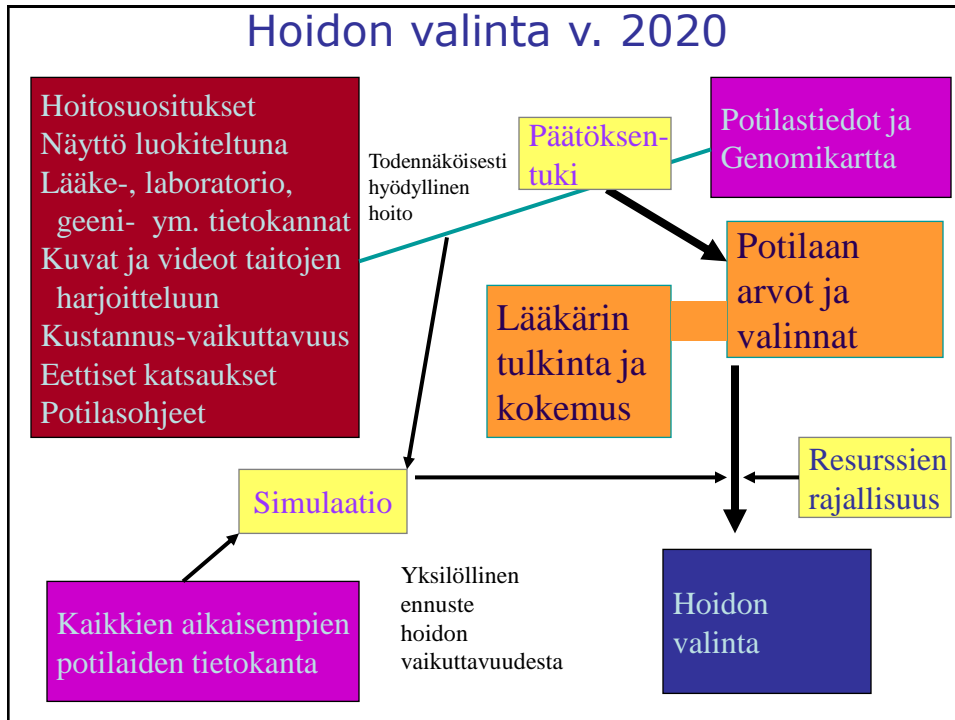 Hoidon valinta v. 2020
Hoitosuositukset
Näyttö luokiteltuna
Lääke-, laboratorio,
geeni- ym. tietokannat
Kuvat ja videot taitojen
harjoitteluun
Kustannus-vaikuttavuus
Eettiset katsaukset
Potilasohjeet
Todennäköisesti
hyödyllinen
hoito
Päätöksen-
tuki
Potilastiedot ja
Genomikartta
Lääkärin
tulkinta ja
kokemus
Potilaan
arvot ja
valinnat
Simulaatio
Resurssien
rajallisuus
Kaikkien aikaisempien
potilaiden tietokanta
Yksilöllinen
ennuste
hoidon
vaikuttavuudesta
Hoidon
valinta